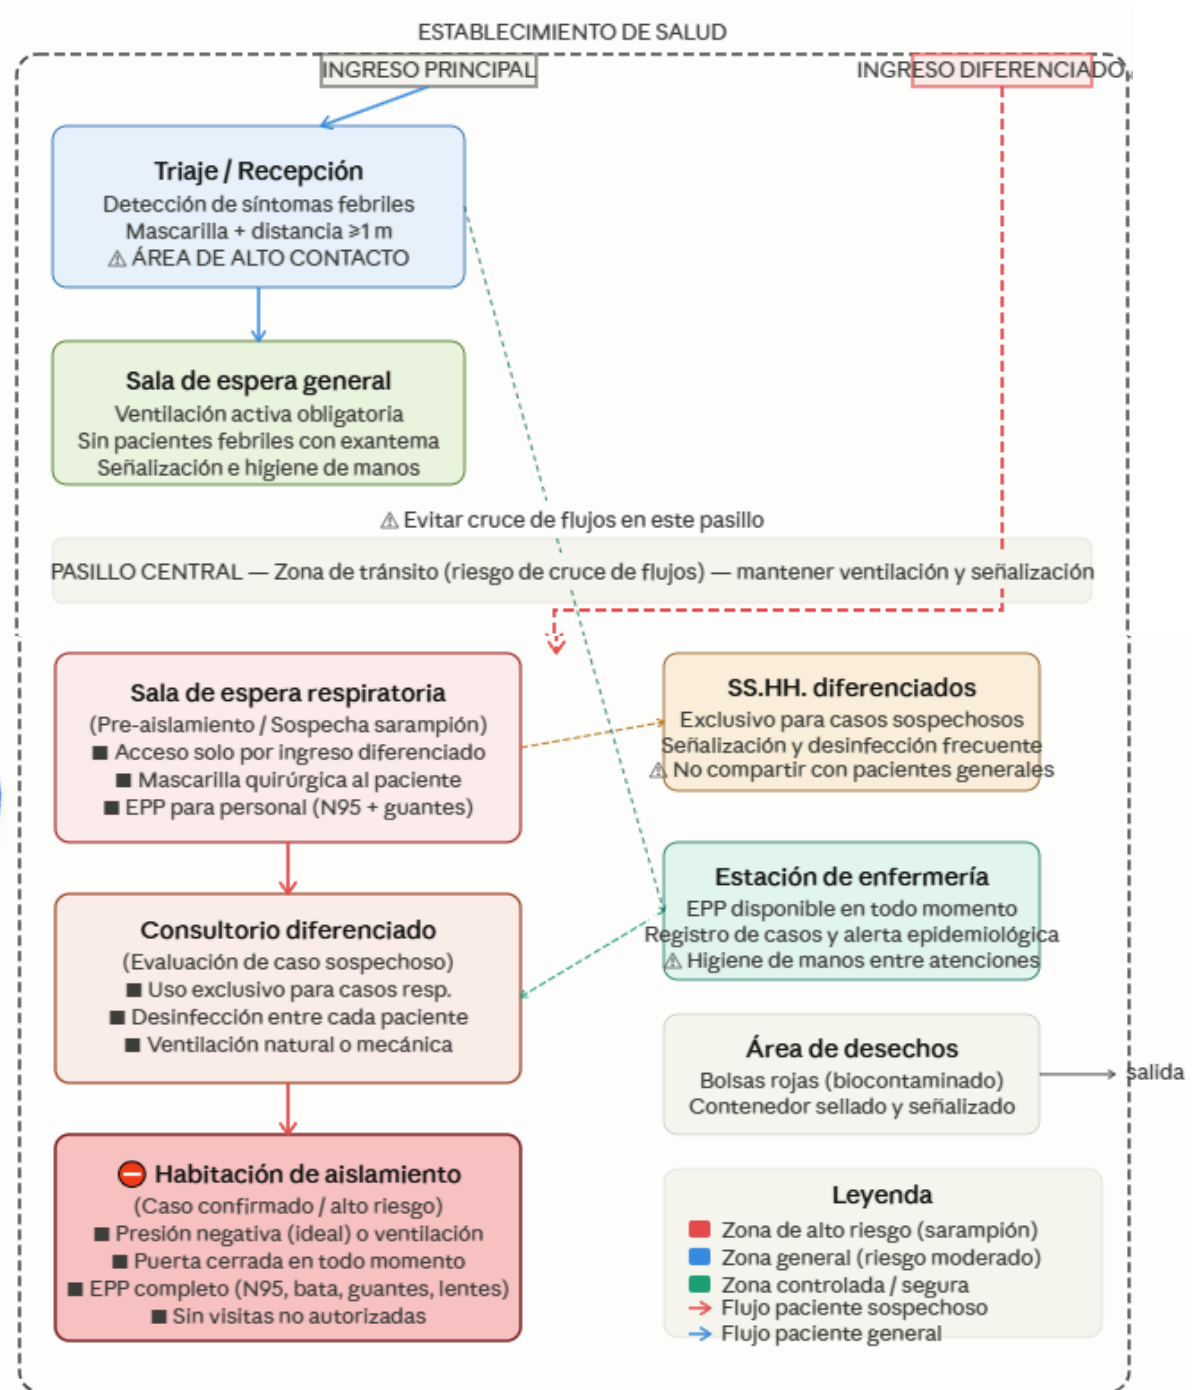 ESTABLECIMIENTO DE SALUD
INGRESO PRINCIPAL
INGRESO DIFERENCIADO
Triaje / Recepción
Detección de síntomas febriles
Mascarilla + distancia ≥1 m
⚠ ÁREA DE ALTO CONTACTO
Sala de espera general
Ventilación activa obligatoria
Sin pacientes febriles con exantema
Señalización e higiene de manos
⚠ Evitar cruce de flujos en este pasillo
PASILLO CENTRAL — Zona de tránsito (riesgo de cruce de flujos) — mantener ventilación y señalización
Sala de espera respiratoria
(Pre-aislamiento / Sospecha sarampión)
■ Acceso solo por ingreso diferenciado
■ Mascarilla quirúrgica al paciente
■ EPP para personal (N95 + guantes)
SS.HH. diferenciados
Exclusivo para casos sospechosos
Señalización y desinfección frecuente
⚠ No compartir con pacientes generales
Consultorio diferenciado
(Evaluación de caso sospechoso)
■ Uso exclusivo para casos resp.
■ Desinfección entre cada paciente
■ Ventilación natural o mecánica
Estación de enfermería
EPP disponible en todo momento
Registro de casos y alerta epidemiológica
⚠ Higiene de manos entre atenciones
Área de desechos
Bolsas rojas (biocontaminado)
Contenedor sellado y señalizado
salida
⛔ Habitación de aislamiento
(Caso confirmado / alto riesgo)
■ Presión negativa (ideal) o ventilación
■ Puerta cerrada en todo momento
■ EPP completo (N95, bata, guantes, lentes)
■ Sin visitas no autorizadas
Leyenda
Zona de alto riesgo (sarampión)
Zona general (riesgo moderado)
Zona controlada / segura
Flujo paciente sospechoso
Flujo paciente general